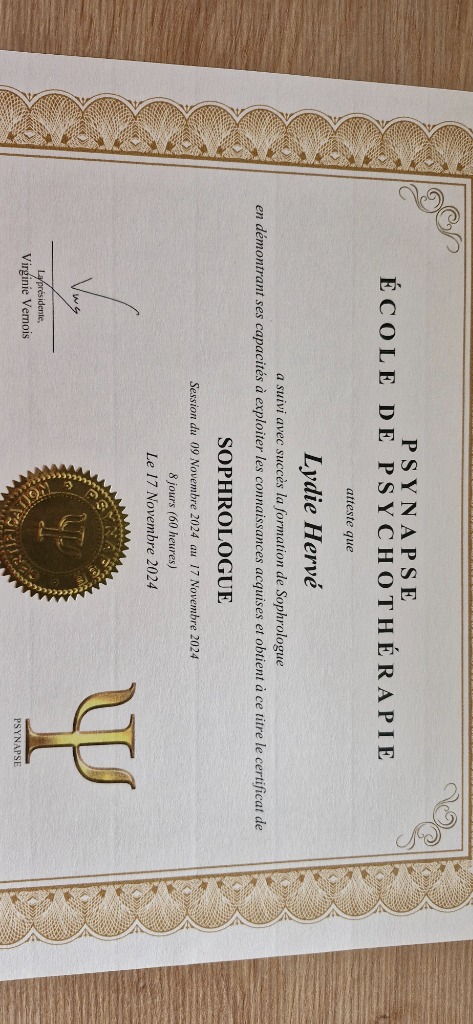 PSYNAPSE
ÉCOLE DE PSYCHOTHÉRAPIE
atteste que
Lydie Hervé
a suivi avec succès la formation de Sophrologue
en démontrant ses capacités à exploiter les connaissances acquises et obtient à ce titre le certificat de
SOPHROLOGUE
Session du 09 Novembre 2024 au 17 Novembre 2024
8 jours (60 heures)
Le 17 Novembre 2024
La présidente,
Virginie Vernois
PSYNAPSE
PSYNAPSE